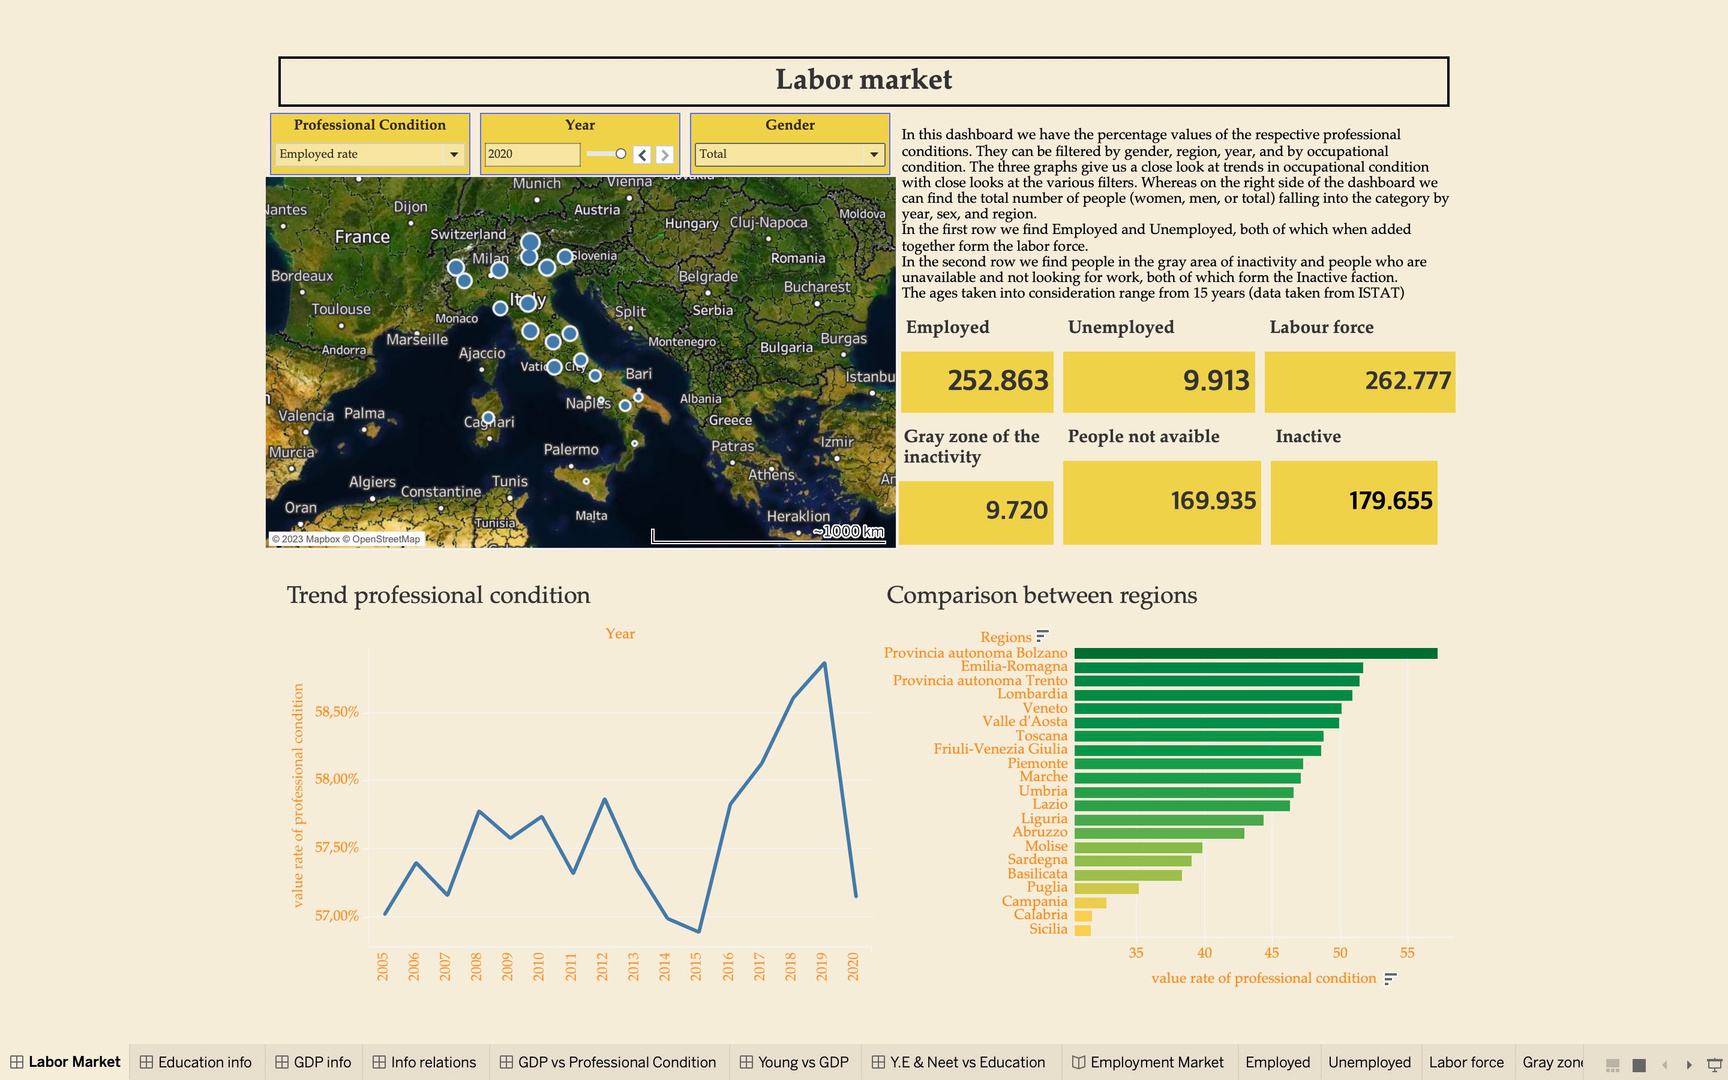 Labor market
Professional Condition
Employed rate
Year
2020
Gender
Total
In this dashboard we have the percentage values of the respective professional
conditions. They can be filtered by gender, region, year, and by occupational
condition. The three graphs give us a close look at trends in occupational condition
with close looks at the various filters. Whereas on the right side of the dashboard we
can find the total number of people (women, men, or total) falling into the category by
year, sex, and region.
In the first row we find Employed and Unemployed, both of which when added
together form the labor force.
In the second row we find people in the gray area of inactivity and people who are
unavailable and not looking for work, both of which form the Inactive faction.
The ages taken into consideration range from 15 years (data taken from ISTAT)
Munich
Vienna
Slovakia
Nantes
Dijon
Austria
Hungary
Cluj-Napoca
Moldova
France
Switzerland
Milan
Slovenia
Romania
Bordeaux
Belgrade
Bucharest
Italy
Toulouse
Monaco
Split
Serbia
Marseille
Andorra
Ajaccio
Montenegro
Bulgaria
Burgas
Vatican City
Bari
Istanbu
Valencia
Palma
Naples
Albania
Cagliari
Greece
Murcia
Palermo
Patras
Izmir
Algiers
Constantine
Tunis
Athens
An
Oran
Tunisia
Malta
Heraklion
~1000 km
© 2023 Mapbox © OpenStreetMap
Employed
Unemployed
Labour force
252.863
9.913
262.777
Gray zone of the
inactivity
People not avaible
Inactive
9.720
169.935
179.655
Trend professional condition
Year
value rate of professional condition
58,50%
58,00%
57,50%
57,00%
2005
2006
2007
2008
2009
2010
2011
2012
2013
2014
2015
2016
2017
2018
2019
2020
Comparison between regions
Regions
Provincia autonoma Bolzano
Emilia-Romagna
Provincia autonoma Trento
Lombardia
Veneto
Valle d'Aosta
Toscana
Friuli-Venezia Giulia
Piemonte
Marche
Umbria
Lazio
Liguria
Abruzzo
Molise
Sardegna
Basilicata
Puglia
Campania
Calabria
Sicilia
35
40
45
50
55
value rate of professional condition
Labor Market
Education info
GDP info
Info relations
GDP vs Professional Condition
Young vs GDP
Y.E & Neet vs Education
Employment Market
Employed
Unemployed
Labor force
Gray zone